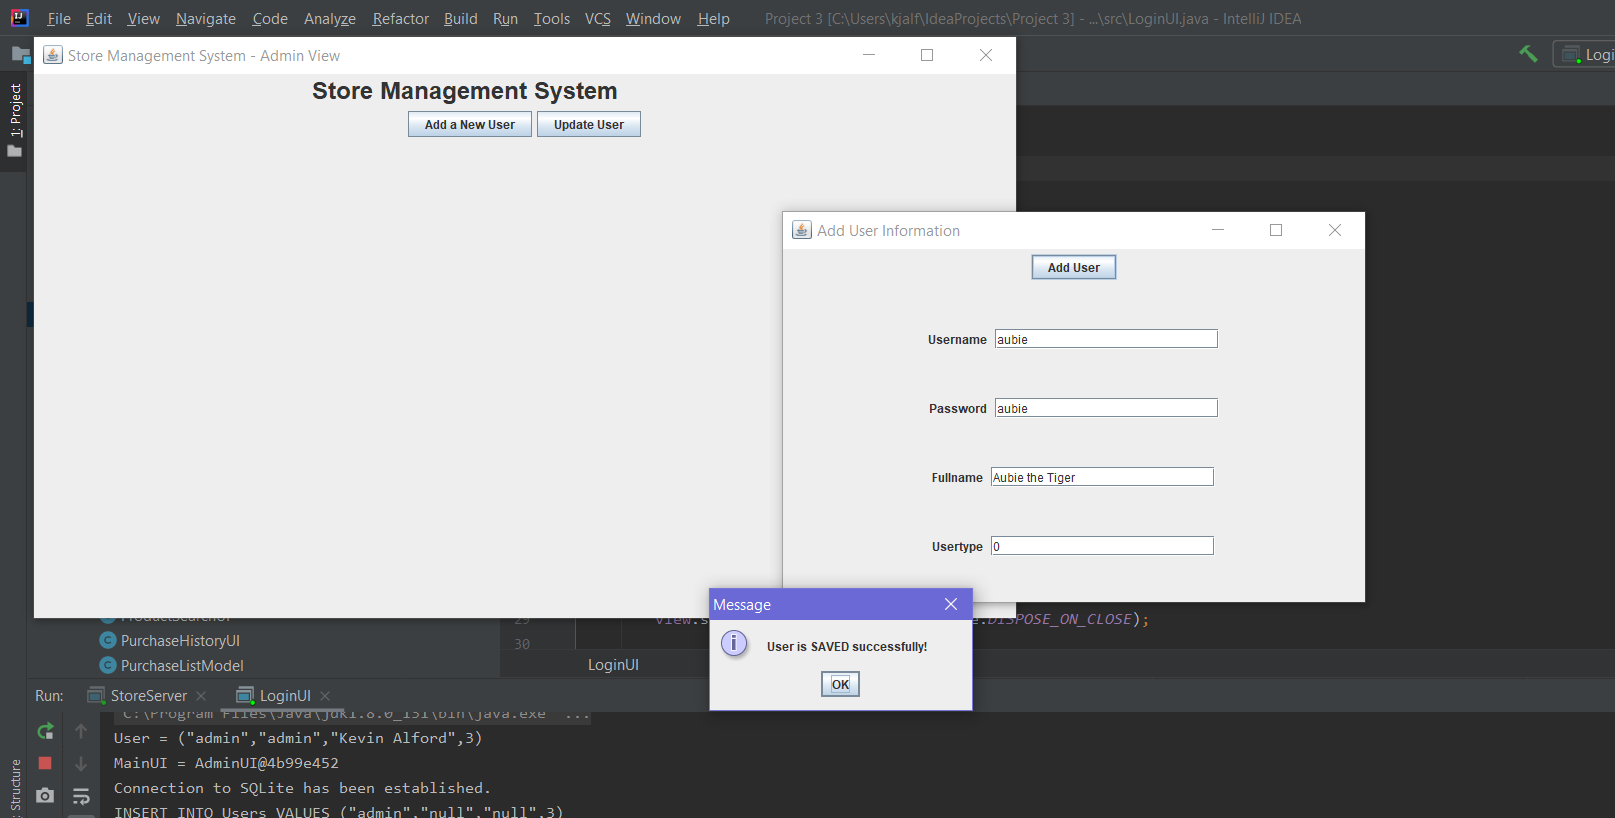 File Edit View Navigate Code Analyze Refactor Build Run Tools VCS Window Help Project 3 [C:\Users\kjalf\IdeaProjects\Project 3] - ...\src\LoginUI.java - IntelliJ IDEA
Logi
1: Project
Store Management System - Admin View
Store Management System
Add a New User Update User
Add User Information
Add User
Username aubie
Password aubie
Fullname Aubie the Tiger
Usertype 0
Message
User is SAVED successfully!
OK
ProductSearchUI
29 view.s e.DISPOSE_ON_CLOSE);
PurchaseHistoryUI
30
PurchaseListModel
LoginUI
Run: StoreServer LoginUI
"C:\Program Files\Java\jdk1.8.0_151\bin\java.exe" ...
User = ("admin","admin","Kevin Alford",3)
MainUI = AdminUI@4b99e452
Connection to SQLite has been established.
INSERT INTO Users VALUES ("admin","null","null",3)
Structure